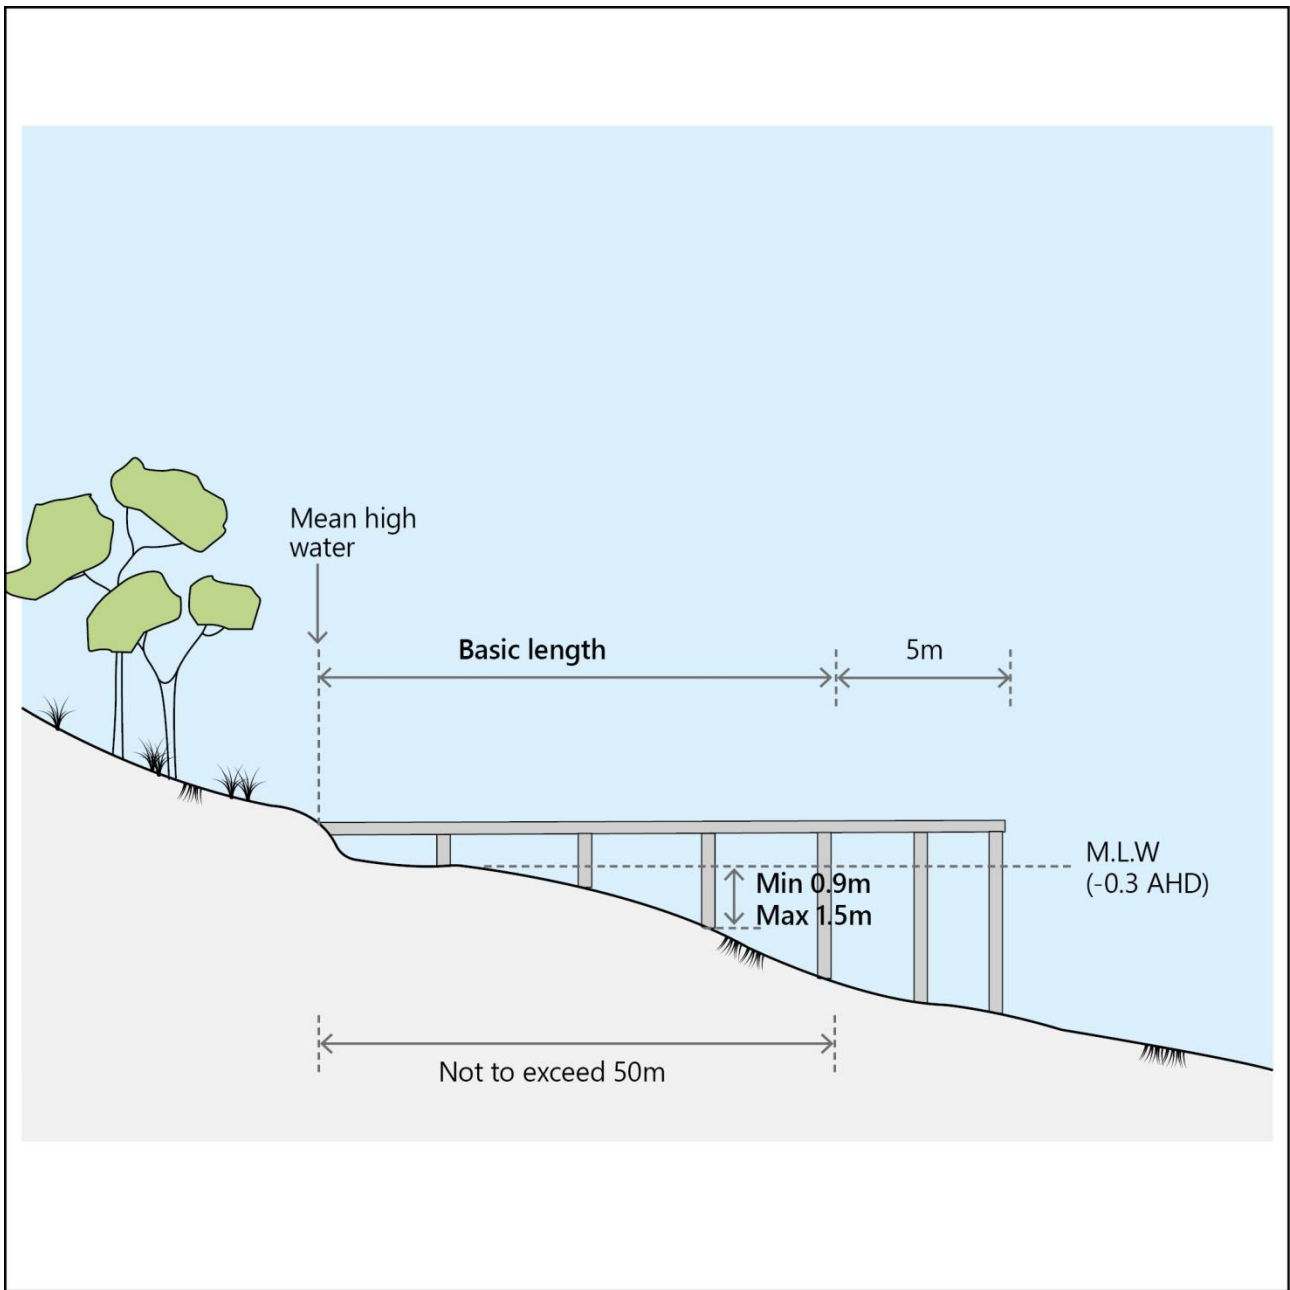 Mean high
water
Basic length
5m
M.L.W
(-0.3 AHD)
Min 0.9m
Max 1.5m
Not to exceed 50m